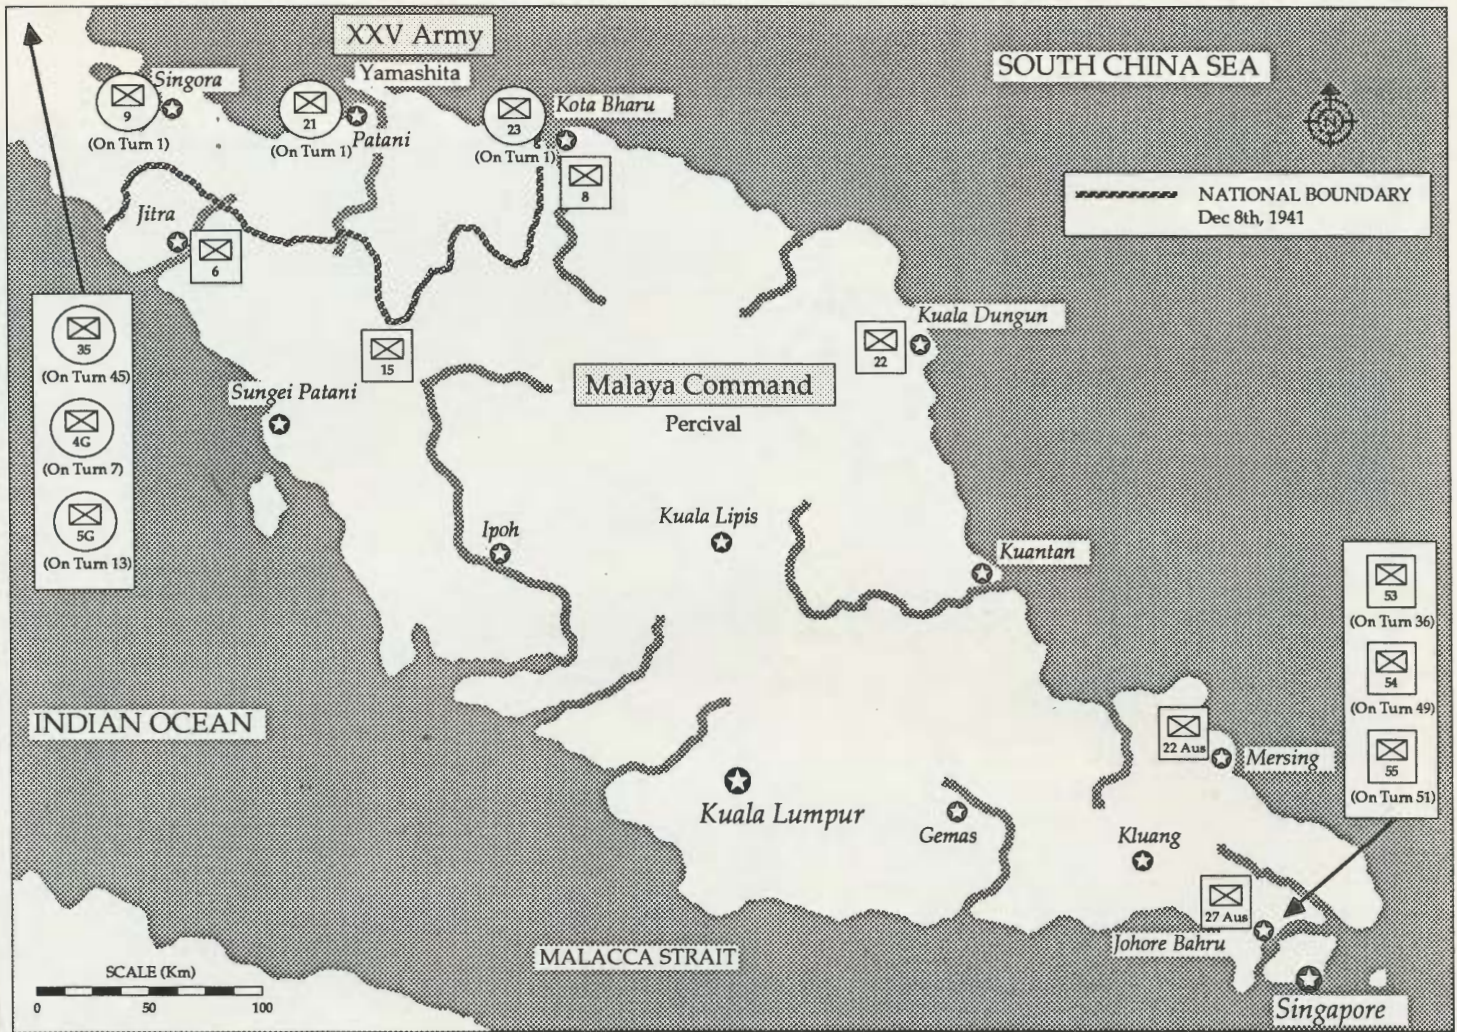 XXV Army
Yamashita
SOUTH CHINA SEA
N
Singora
9
(On Turn 1)
21
(On Turn 1)
Patani
23
(On Turn 1)
Kota Bharu
8
NATIONAL BOUNDARY
Dec 8th, 1941
Jitra
6
35
(On Turn 45)
4G
(On Turn 7)
5G
(On Turn 13)
15
Sungei Patani
Malaya Command
Percival
22
Kuala Dungun
Ipoh
Kuala Lipis
Kuantan
53
(On Turn 36)
54
(On Turn 49)
55
(On Turn 51)
INDIAN OCEAN
22 Aus
Mersing
Kuala Lumpur
Gemas
Kluang
27 Aus
Johore Bahru
MALACCA STRAIT
Singapore
SCALE (Km)
0 50 100